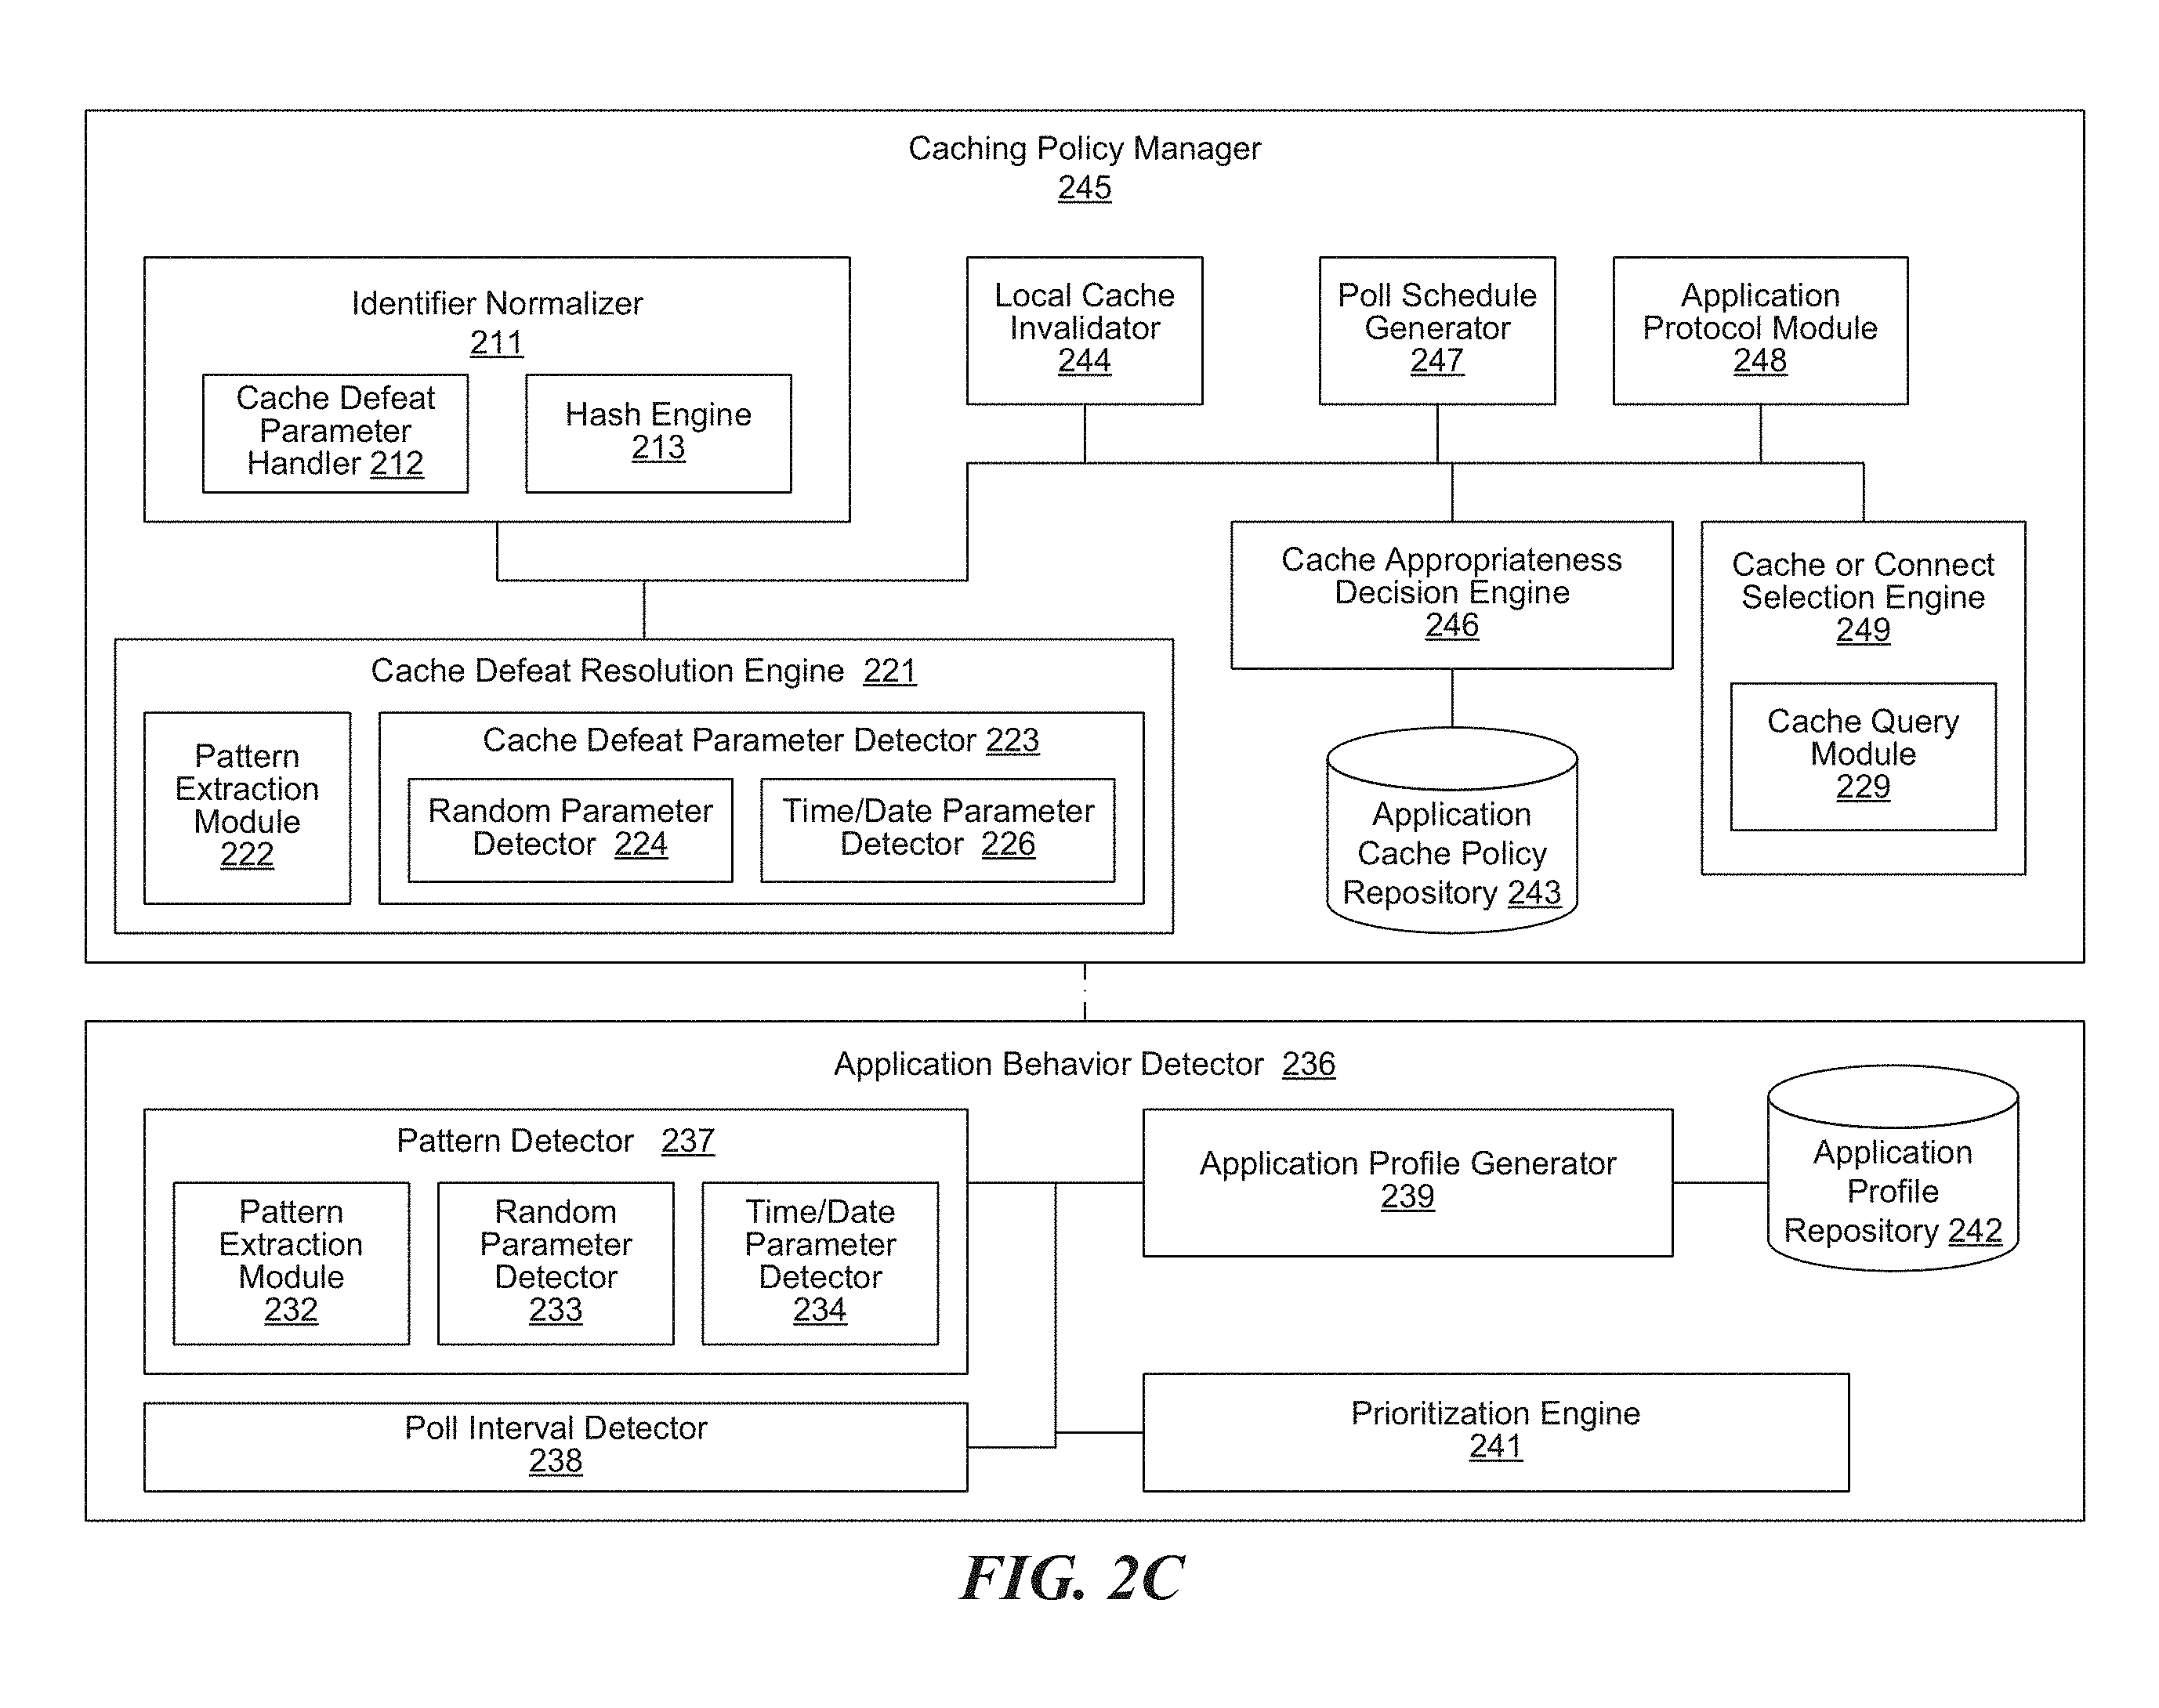 Caching Policy Manager
245
Identifier Normalizer
211
Cache Defeat
Parameter
Handler 212
Hash Engine
213
Local Cache
Invalidator
244
Poll Schedule
Generator
247
Application
Protocol Module
248
Cache Appropriateness
Decision Engine
246
Cache or Connect
Selection Engine
249
Cache Query
Module
229
Cache Defeat Resolution Engine 221
Pattern
Extraction
Module
222
Cache Defeat Parameter Detector 223
Random Parameter
Detector 224
Time/Date Parameter
Detector 226
Application
Cache Policy
Repository 243
Application Behavior Detector 236
Pattern Detector 237
Pattern
Extraction
Module
232
Random
Parameter
Detector
233
Time/Date
Parameter
Detector
234
Application Profile Generator
239
Application
Profile
Repository 242
Poll Interval Detector
238
Prioritization Engine
241
FIG. 2C